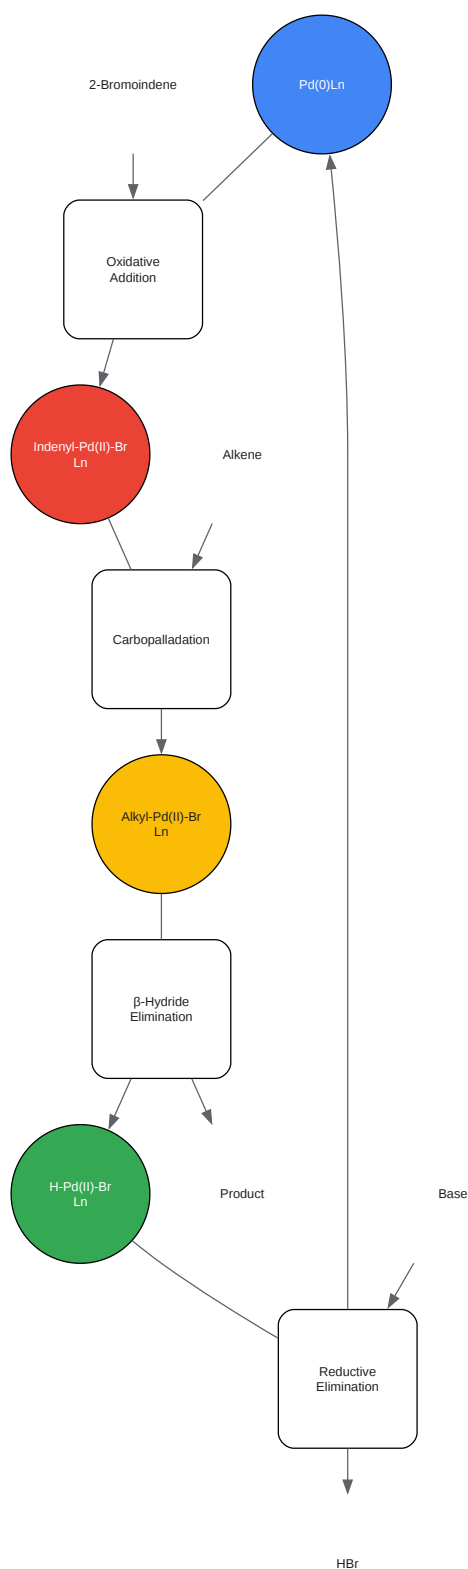 2-Bromoindene
Pd(0)Ln
Oxidative
Addition
Indenyl-Pd(II)-Br
Ln
Alkene
Carbopalladation
Alkyl-Pd(II)-Br
Ln
β-Hydride
Elimination
H-Pd(II)-Br
Ln
Product
Base
Reductive
Elimination
HBr